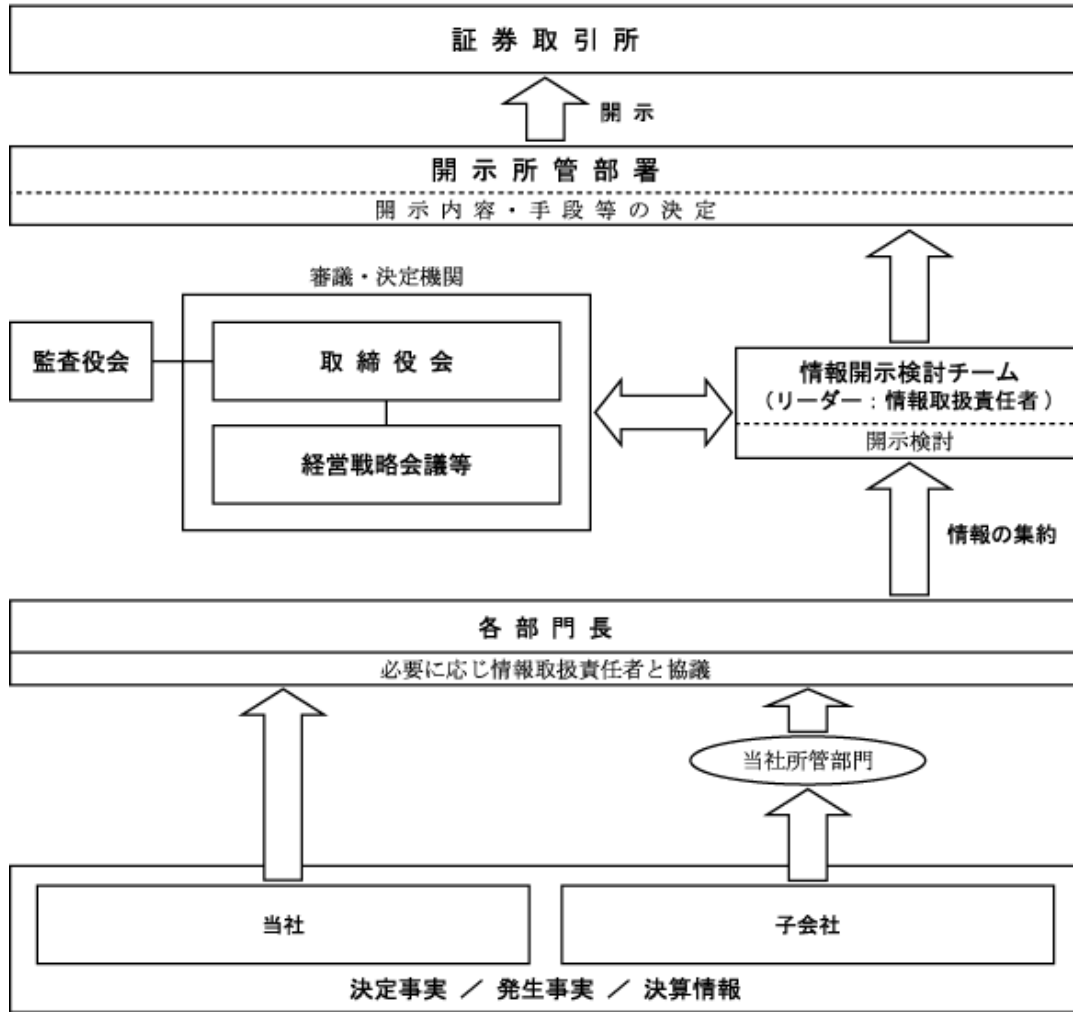 証券取引所
開示
開示所管部署
開示内容・手段等の決定
審議・決定機関
監査役会
取締役会
経営戦略会議等
情報開示検討チーム
（リーダー：情報取扱責任者）
開示検討
情報の集約
各部門長
必要に応じ情報取扱責任者と協議
当社所管部門
当社
子会社
決定事実 ／ 発生事実 ／ 決算情報